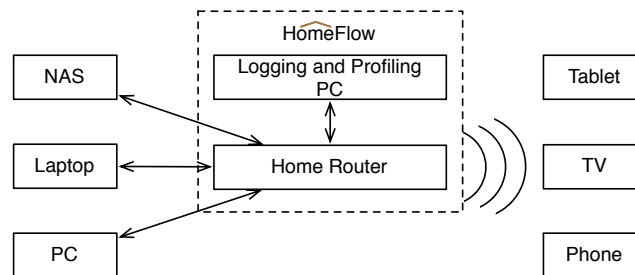 HomeFlow
NAS
Logging and Profiling
PC
Tablet
Laptop
Home Router
TV
PC
Phone